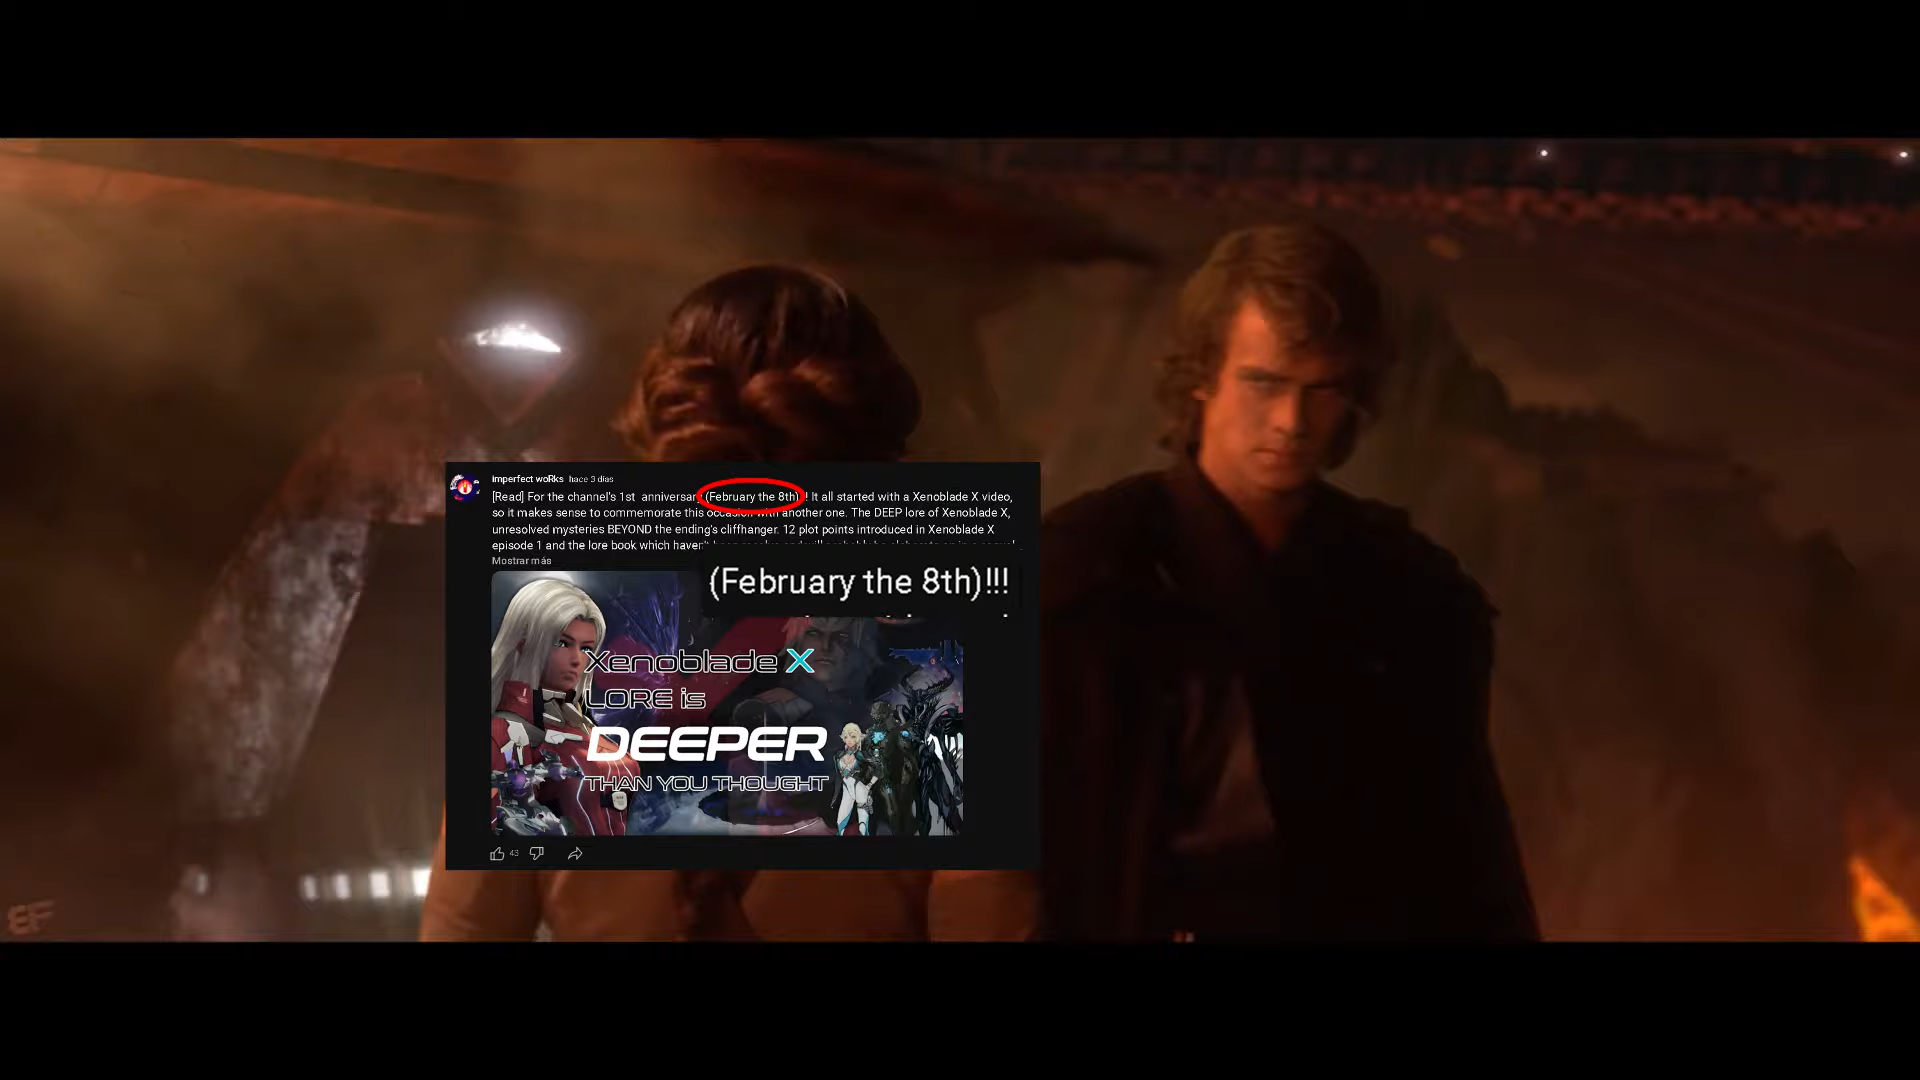 imperfect woRks hace 3 días
[Read] For the channel's 1st anniversary (February the 8th)!! It all started with a Xenoblade X video,
so it makes sense to commemorate this occasion with another one. The DEEP lore of Xenoblade X,
unresolved mysteries BEYOND the ending's cliffhanger. 12 plot points introduced in Xenoblade X
episode 1 and the lore book which haven't
Mostrar más
(February the 8th)!!!
Xenoblade X
LORE is
DEEPER
THAN YOU THOUGHT
43
EF